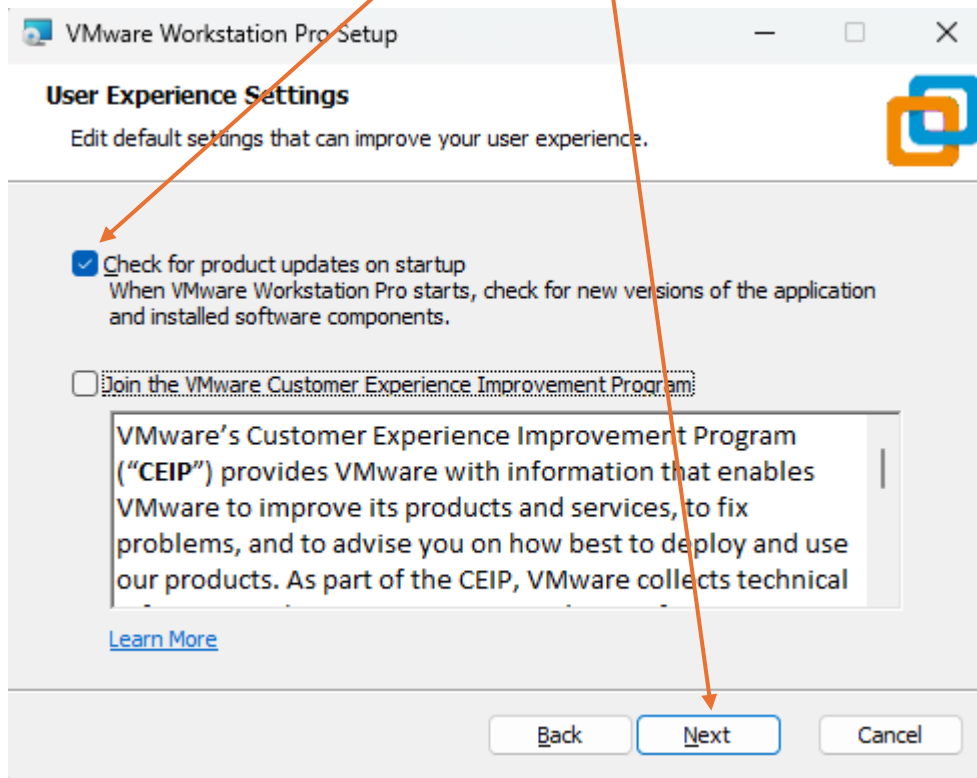 VMware Workstation Pro Setup
User Experience Settings
Edit default settings that can improve your user experience.
Check for product updates on startup
When VMware Workstation Pro starts, check for new versions of the application
and installed software components.
Join the VMware Customer Experience Improvement Program
VMware’s Customer Experience Improvement Program
(“CEIP”) provides VMware with information that enables
VMware to improve its products and services, to fix
problems, and to advise you on how best to deploy and use
our products. As part of the CEIP, VMware collects technical
Learn More
Back Next Cancel